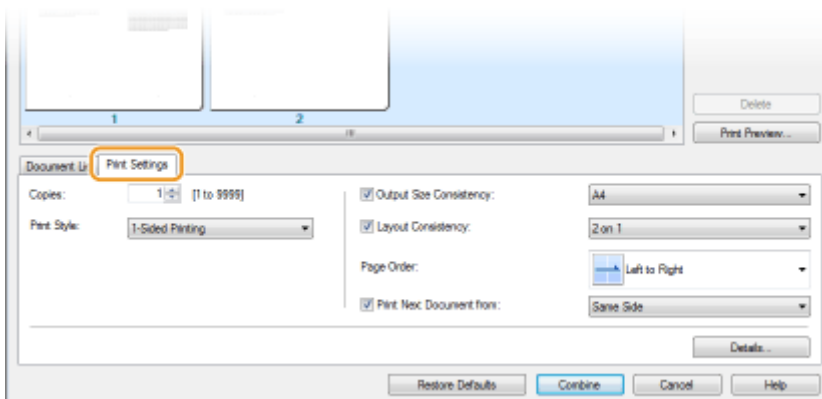 1 2
Delete
Print Preview...
Document Li Print Settings
Copies: 1 [1 to 9999] Output Size Consistency: A4
Print Style: 1-Sided Printing Layout Consistency: 2 on 1
Page Order: Left to Right
Print Next Document from: Same Side
Details...
Restore Defaults Combine Cancel Help